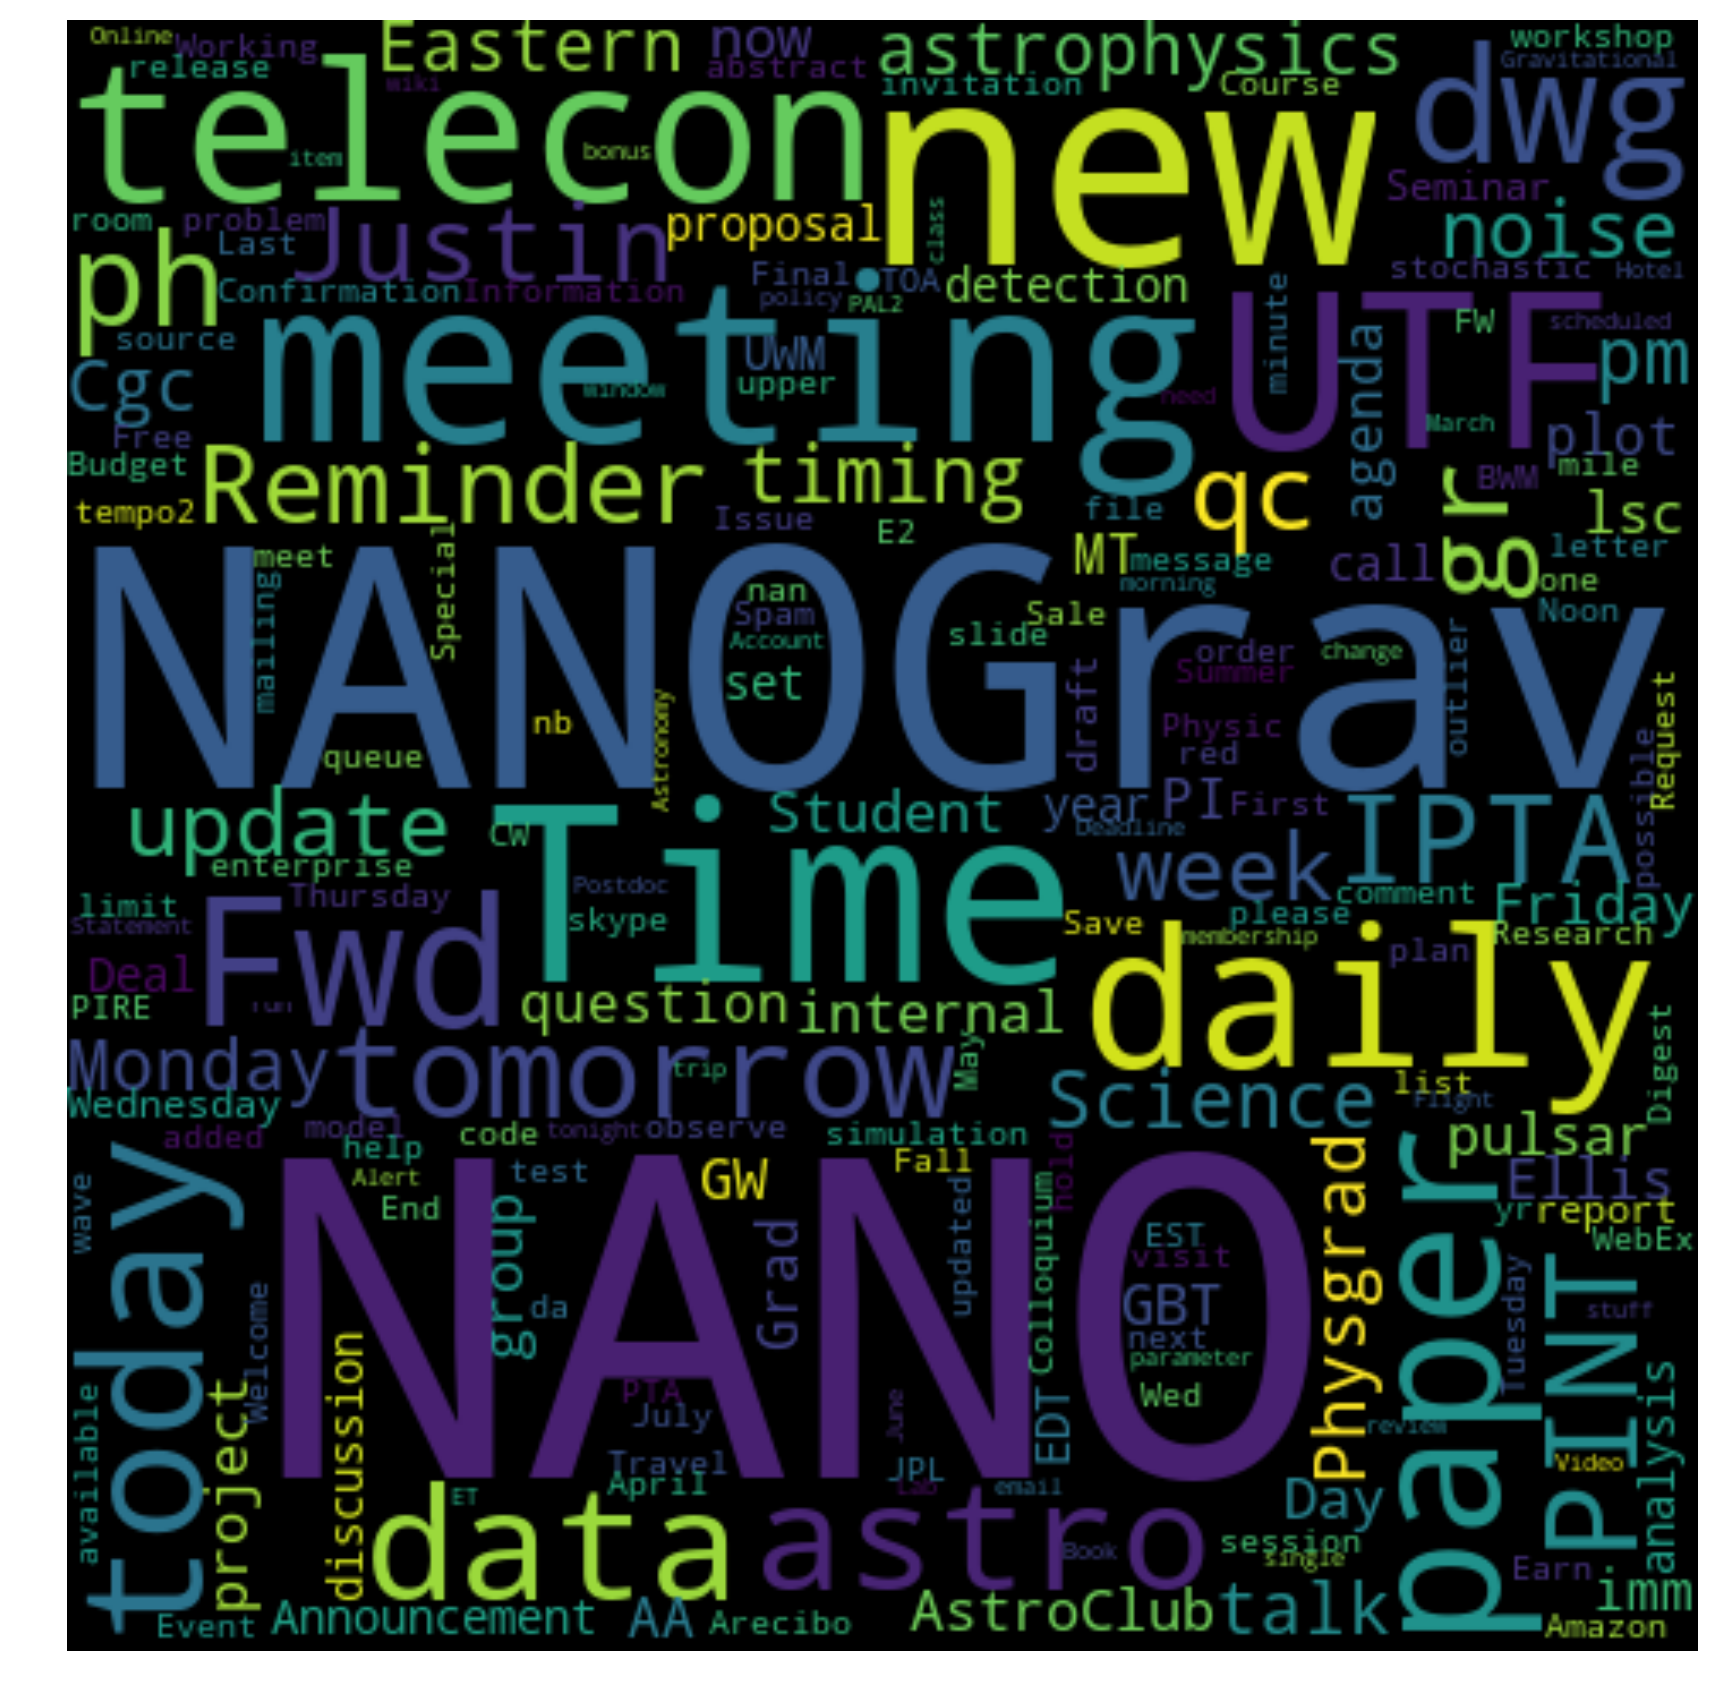 Online
Working
Eastern
now
astrophysics
workshop
release
wiki
abstract
invitation
Course
Gravitational
telecon
new
dwg
item
bonus
Seminar
room
problem
Justin
proposal
class
noise
Last
ph
Confirmation
Information
Final
TOA
policy
PAL2
detection
stochastic
Hotel
source
meeting
UWM
minute
UTF
FW
scheduled
pm
Cgc
window
upper
need
agenda
March
Free
plot
Budget
Reminder
timing
qc
gr
BWM
mile
tempo2
Issue
file
lsc
E2
meet
Special
MT
message
call
letter
morning
one
NANOGrav
mailing
nan
Spam
Sale
Noon
Account
slide
order
change
outlier
set
draft
Summer
Request
nb
Astronomy
Physic
queue
red
possible
update
Time
Student
year
PI
First
IPTA
CW
Deadline
enterprise
week
limit
Thursday
Postdoc
comment
Statement
Fwd
skype
Save
please
Friday
membership
Research
Deal
daily
plan
PIRE
run
question
internal
Digest
Monday
tomorrow
trip
May
Science
list
Flight
Wednesday
added
model
code
tonight
observe
simulation
pulsar
help
hold
today
NANO
Alert
test
GW
Fall
Physgrad
paper
Ellis
wave
End
group
updated
Colloquium
yr
report
Grad
EST
visit
WebEx
Welcome
da
GBT
Tuesday
PINT
stuff
next
discussion
parameter
available
project
PTA
July
June
EDT
Wed
review
analysis
Travel
JPL
April
Lab
email
Video
ET
data
astro
Day
Book
session
single
Earn
imm
Event
Announcement
AA
Arecibo
AstroClub
talk
Amazon